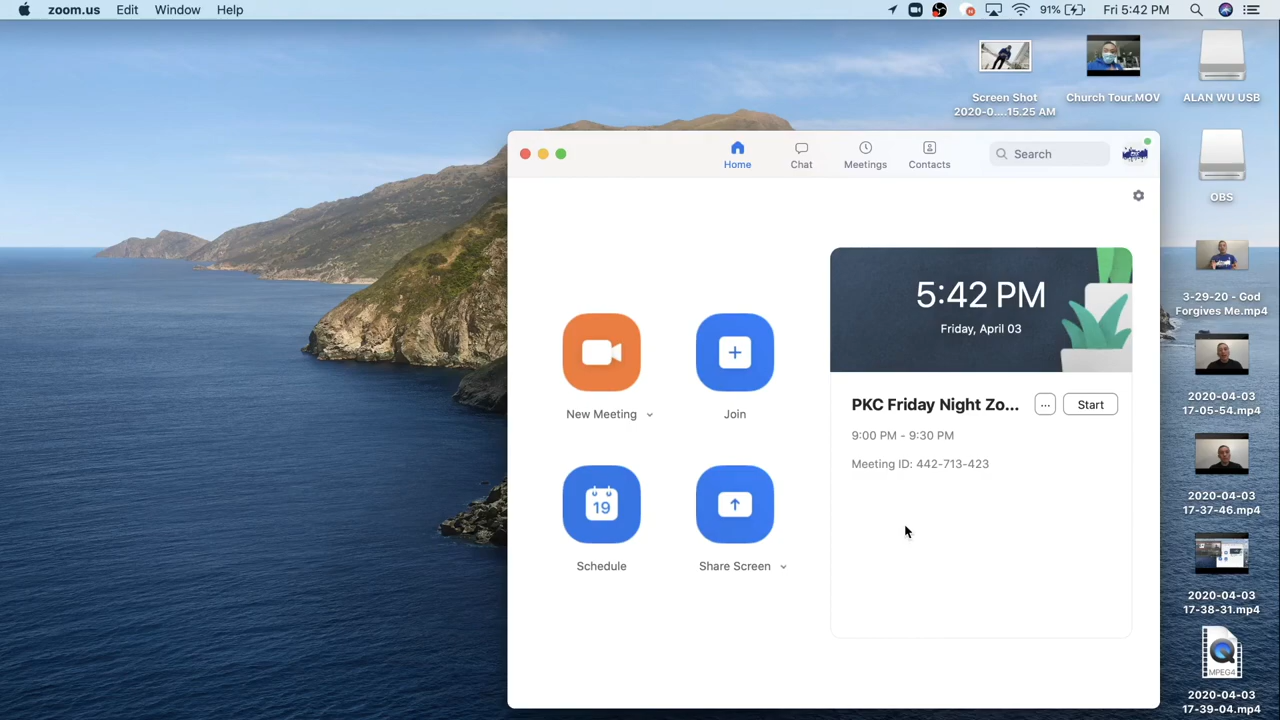 zoom.us Edit Window Help 91% Fri 5:42 PM
Screen Shot
2020-0....15.25 AM
Church Tour.MOV
ALAN WU USB
Home Chat Meetings Contacts Search
OBS
5:42 PM
Friday, April 03
3-29-20 - God
Forgives Me.mp4
New Meeting Join
PKC Friday Night Zo... ... Start
9:00 PM - 9:30 PM
Meeting ID: 442-713-423
2020-04-03
17-05-54.mp4
19
Schedule Share Screen
2020-04-03
17-37-46.mp4
2020-04-03
17-38-31.mp4
MPEG4
2020-04-03
17-39-04.mp4